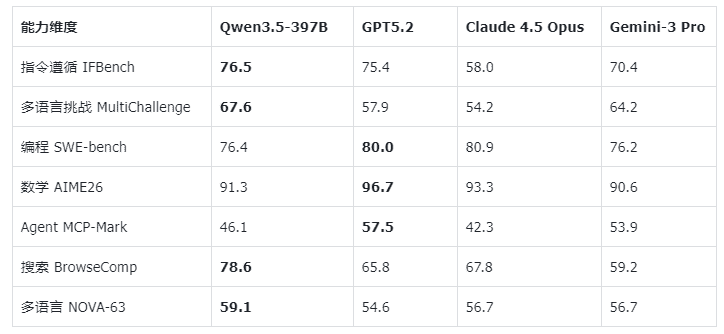 能力维度 Qwen3.5-397B GPT5.2 Claude 4.5 Opus Gemini-3 Pro
指令遵循 IFBench 76.5 75.4 58.0 70.4
多语言挑战 MultiChallenge 67.6 57.9 54.2 64.2
编程 SWE-bench 76.4 80.0 80.9 76.2
数学 AIME26 91.3 96.7 93.3 90.6
Agent MCP-Mark 46.1 57.5 42.3 53.9
搜索 BrowseComp 78.6 65.8 67.8 59.2
多语言 NOVA-63 59.1 54.6 56.7 56.7